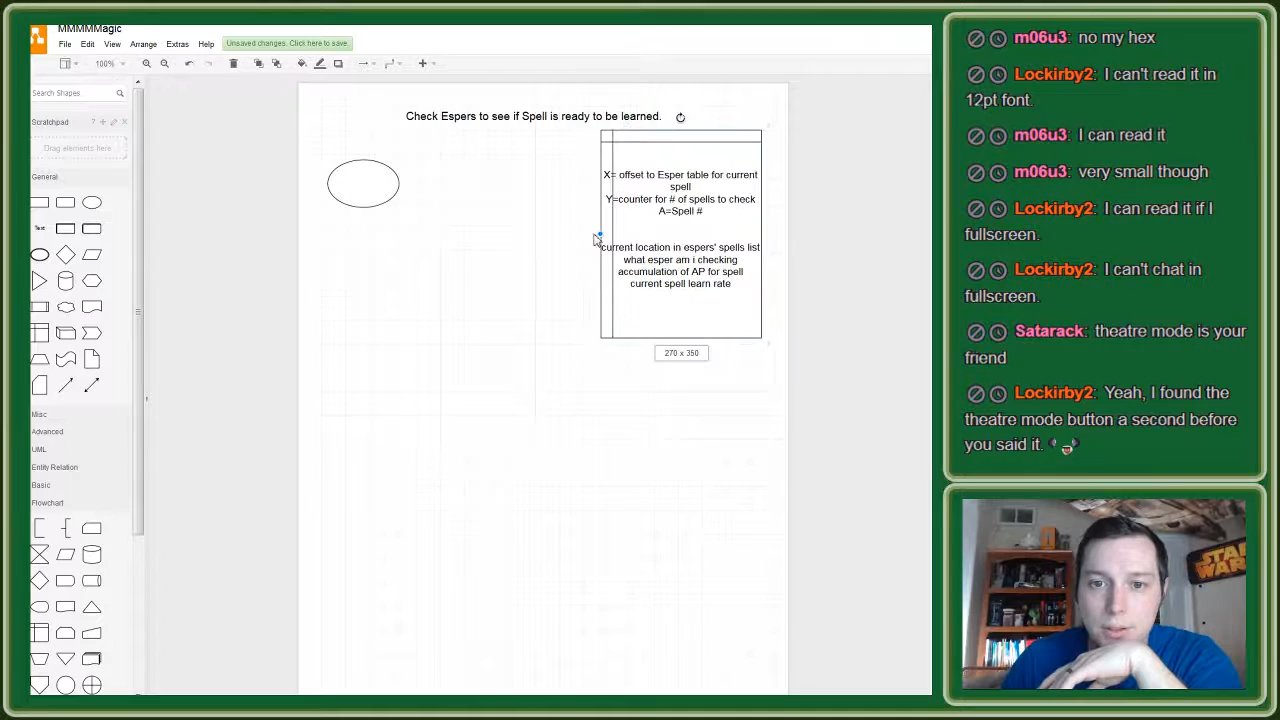 MMMMMagic
File Edit View Arrange Extras Help Unsaved changes. Click here to save.
100%
Search Shapes
Scratchpad ?
Drag elements here
General
Text
Misc
Advanced
UML
Entity Relation
Basic
Flowchart
Check Espers to see if Spell is ready to be learned.
X= offset to Esper table for current
spell
Y=counter for # of spells to check
A=Spell #
current location in espers' spells list
what esper am i checking
accumulation of AP for spell
current spell learn rate
270 x 350
m06u3: no my hex
Lockirby2: I can't read it in
12pt font.
m06u3: I can read it
m06u3: very small though
Lockirby2: I can read it if I
fullscreen.
Lockirby2: I can't chat in
fullscreen.
Satarack: theatre mode is your
friend
Lockirby2: Yeah, I found the
theatre mode button a second before
you said it.
STAR
WARS